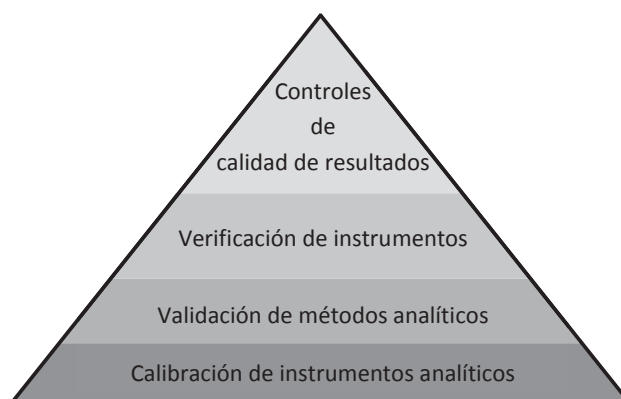 Controles
de
calidad de resultados
Verificación de instrumentos
Validación de métodos analíticos
Calibración de instrumentos analíticos